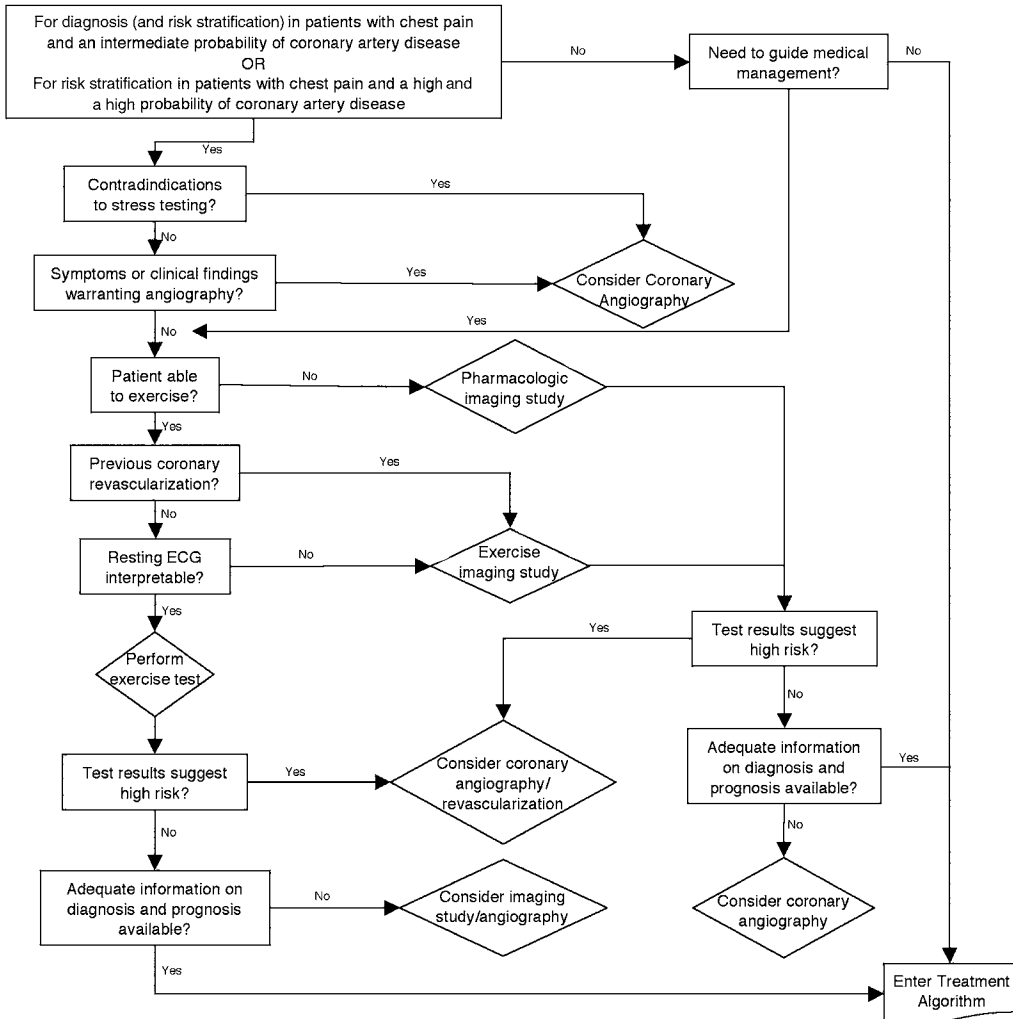 For diagnosis (and risk stratification) in patients with chest pain
and an intermediate probability of coronary artery disease
OR
For risk stratification in patients with chest pain and a high and
a high probability of coronary artery disease
No
Need to guide medical
management?
No
Yes
Contradindications
to stress testing?
Yes
No
Symptoms or clinical findings
warranting angiography?
Yes
Consider Coronary
Angiography
No
Yes
Patient able
to exercise?
No
Pharmacologic
imaging study
Yes
Previous coronary
revascularization?
Yes
No
Resting ECG
interpretable?
No
Exercise
imaging study
Yes
Perform
exercise test
Yes
Test results suggest
high risk?
No
Test results suggest
high risk?
Yes
Consider coronary
angiography/
revascularization
Adequate information
on diagnosis and
prognosis available?
Yes
No
No
Adequate information on
diagnosis and prognosis
available?
No
Consider imaging
study/angiography
Consider coronary
angiography
Yes
Enter Treatment
Algorithm